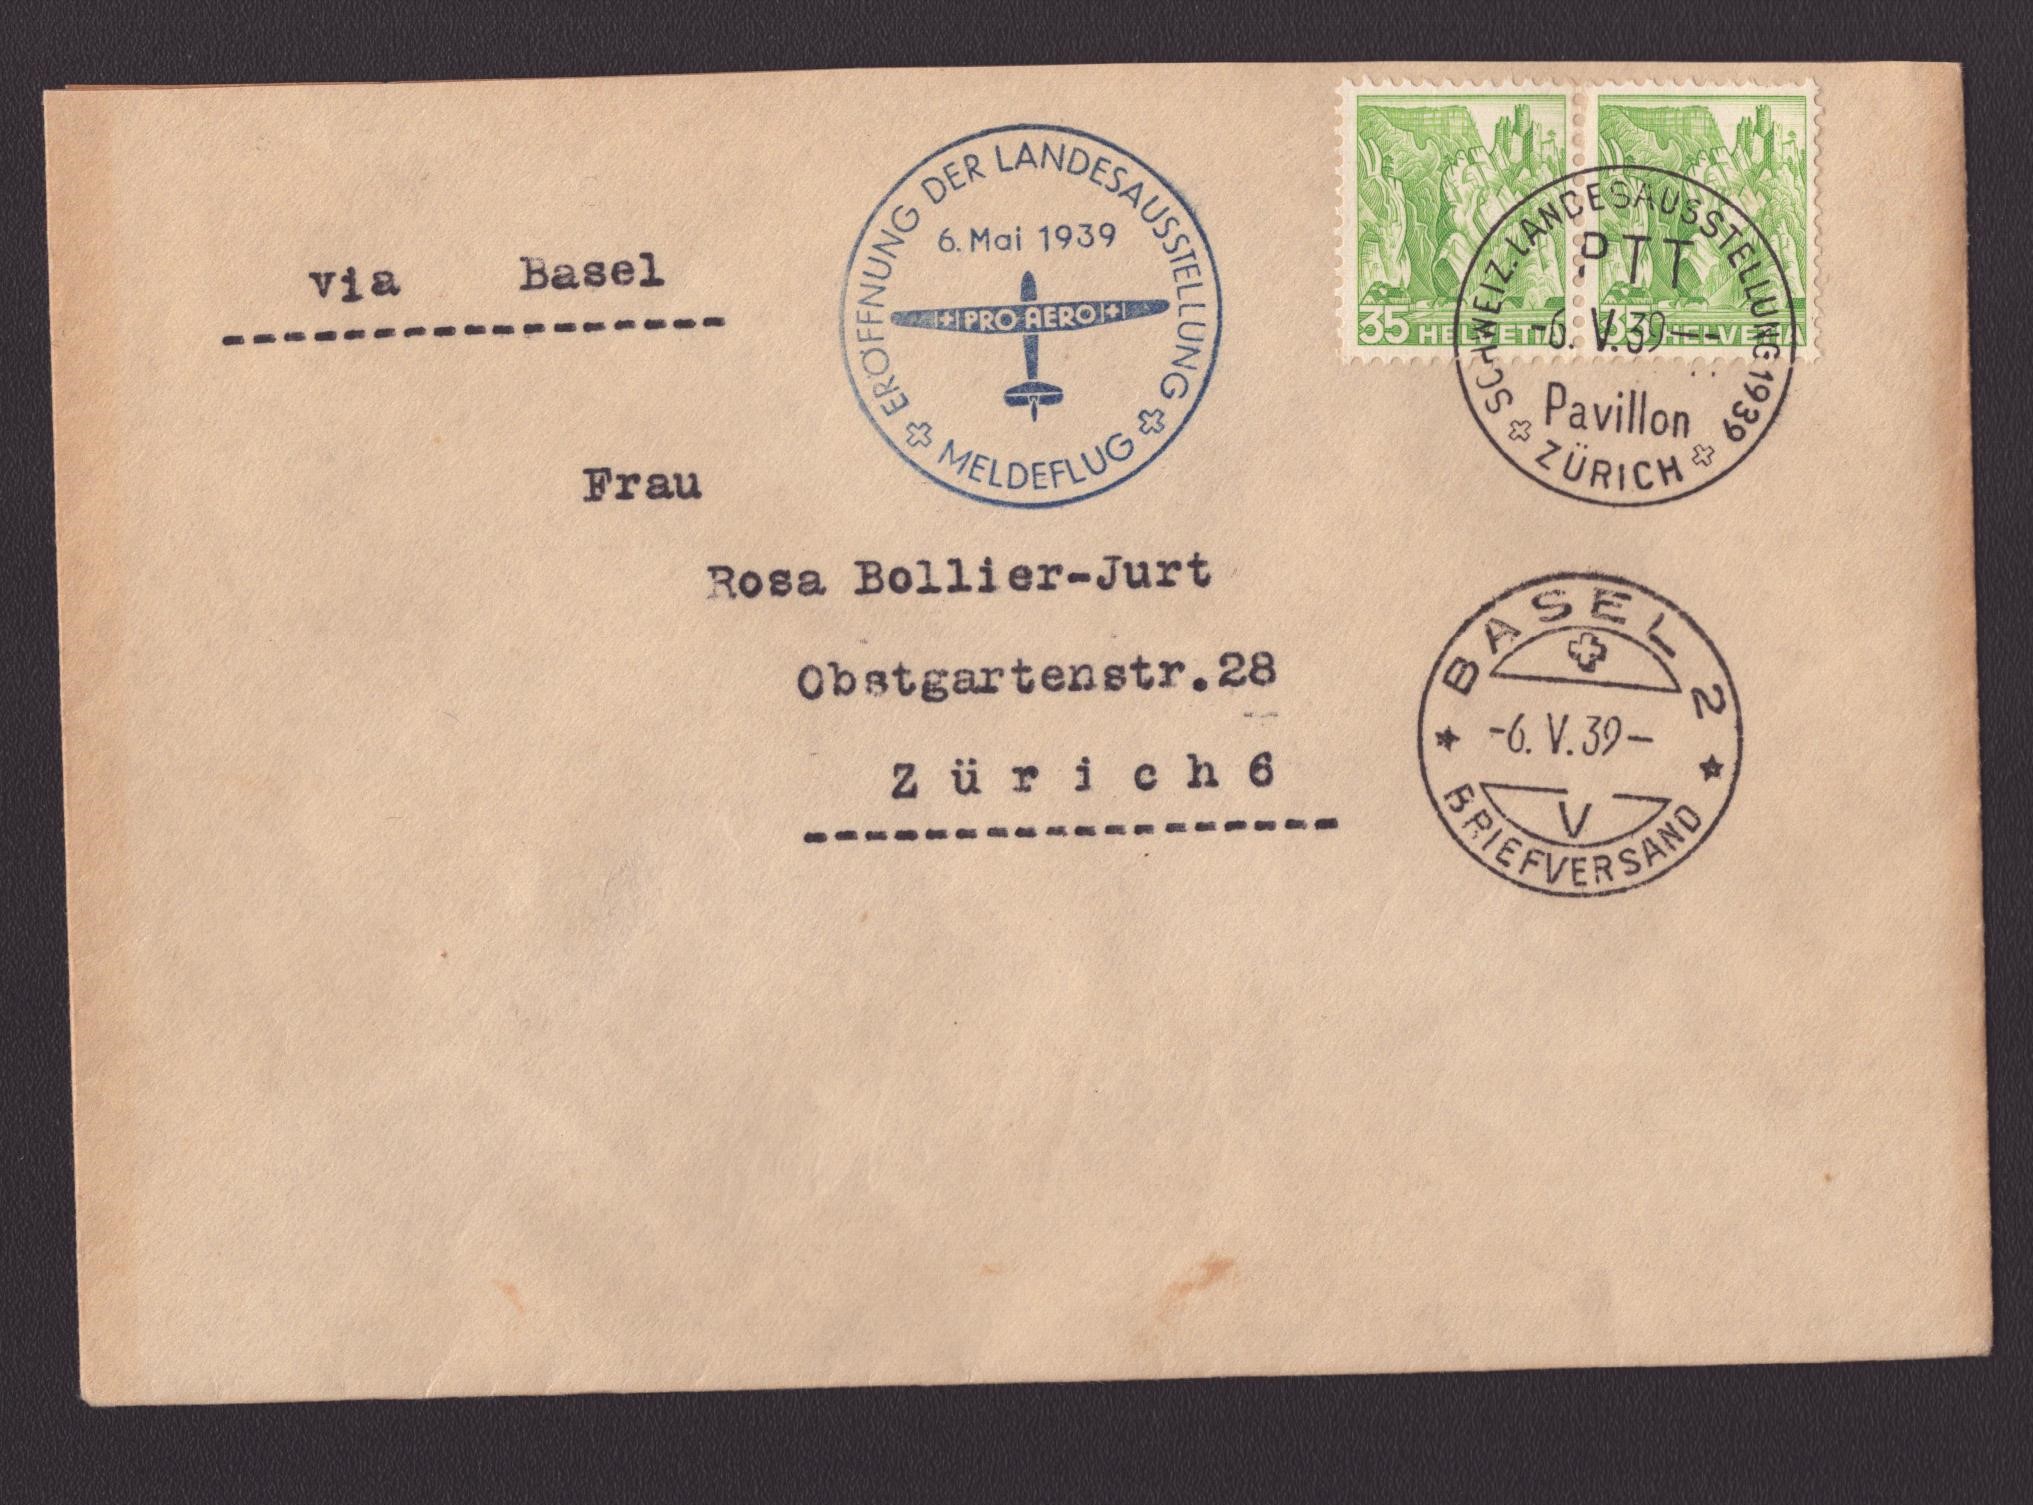 via Basel
ERÖFFNUNG DER LANDESAUSSTELLUNG
6. Mai 1939
PRO AERO
MELDEFLUG
35 HELVETIA
35 HELVETIA
SCHWEIZ. LANDESAUSSTELLUNG 1939
PTT
-6. V. 39--
Pavillon
ZÜRICH
Frau
Rosa Bollier-Jurt
Obstgartenstr.28
Zürich 6
BASEL 2
-6. V. 39-
V
BRIEFVERSAND